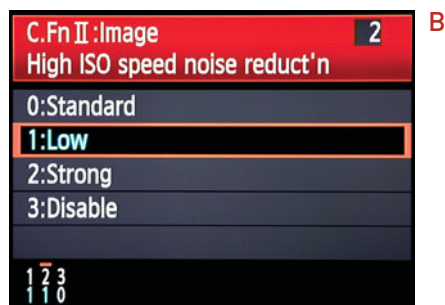 C.Fn II :Image 2
High ISO speed noise reduct'n
0:Standard
1:Low
2:Strong
3:Disable
1 2 3
1 1 0
B